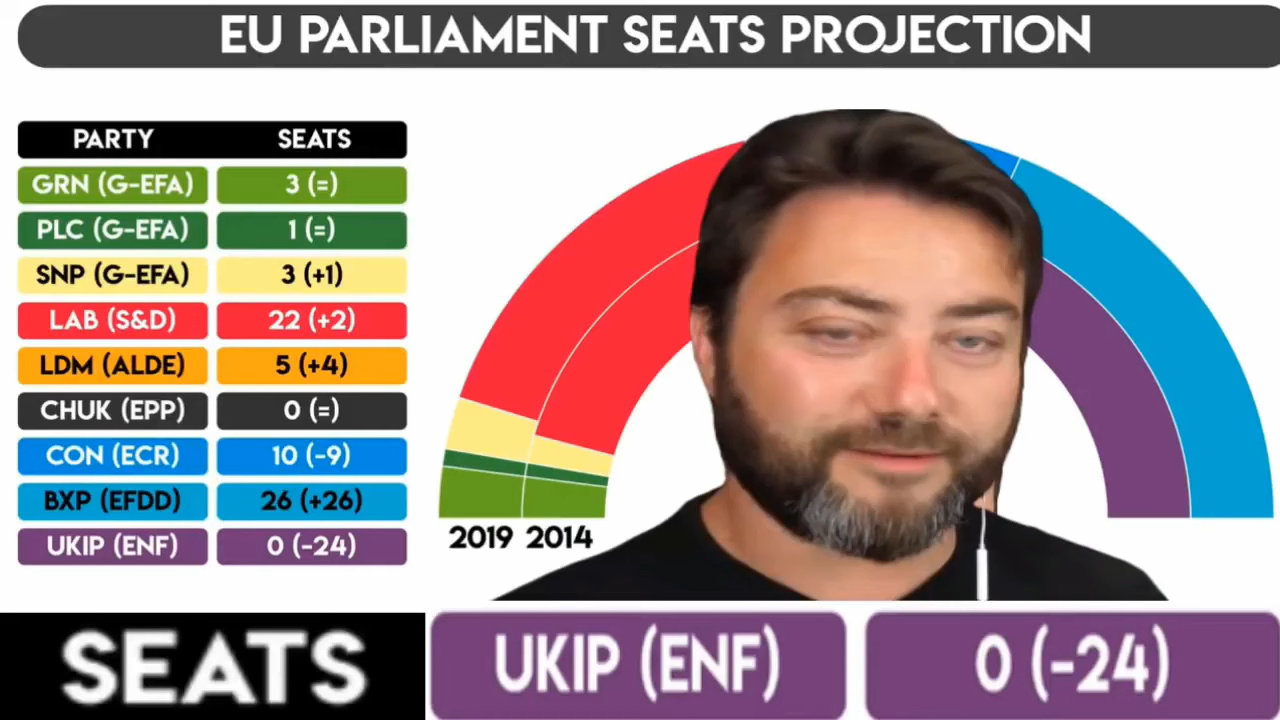 EU PARLIAMENT SEATS PROJECTION
PARTY SEATS
GRN (G-EFA) 3 (=)
PLC (G-EFA) 1 (=)
SNP (G-EFA) 3 (+1)
LAB (S&D) 22 (+2)
LDM (ALDE) 5 (+4)
CHUK (EPP) 0 (=)
CON (ECR) 10 (-9)
BXP (EFDD) 26 (+26)
UKIP (ENF) 0 (-24)
2019 2014
SEATS UKIP (ENF) 0 (-24)